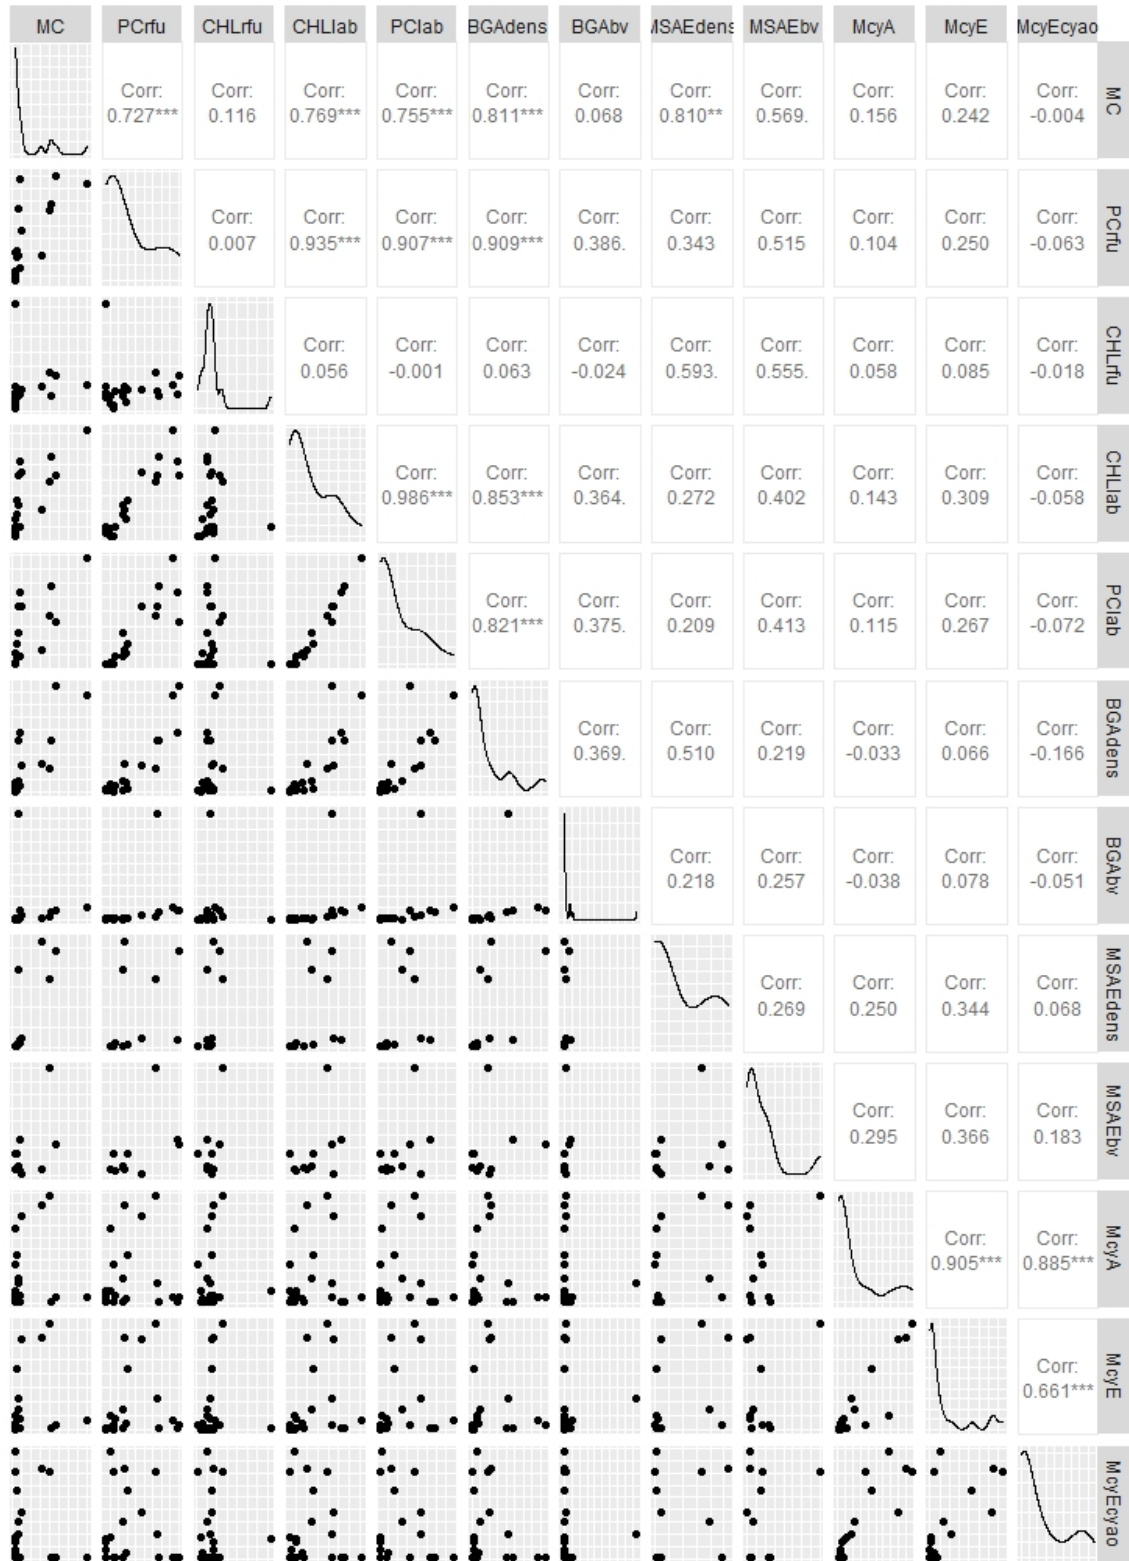 MC PCrfu CHLrfu CHLlab PClab BGAdens BGAbv MSAEdens MSAEbv McyA McyE McyEcyao
Corr: Corr: Corr: Corr: Corr: Corr: Corr: Corr: Corr: Corr: Corr:
0.727*** 0.116 0.769*** 0.755*** 0.811*** 0.068 0.810** 0.569. 0.156 0.242 -0.004
MC
Corr: Corr: Corr: Corr: Corr: Corr: Corr: Corr: Corr: Corr:
0.007 0.935*** 0.907*** 0.909*** 0.386. 0.343 0.515 0.104 0.250 -0.063
PCrfu
Corr: Corr: Corr: Corr: Corr: Corr: Corr: Corr: Corr:
0.056 -0.001 0.063 -0.024 0.593. 0.555. 0.058 0.085 -0.018
CHLrfu
Corr: Corr: Corr: Corr: Corr: Corr: Corr: Corr:
0.986*** 0.853*** 0.364. 0.272 0.402 0.143 0.309 -0.058
CHLlab
Corr: Corr: Corr: Corr: Corr: Corr: Corr:
0.821*** 0.375. 0.209 0.413 0.115 0.267 -0.072
PClab
Corr: Corr: Corr: Corr: Corr: Corr:
0.369. 0.510 0.219 -0.033 0.066 -0.166
BGAdens
Corr: Corr: Corr: Corr: Corr:
0.218 0.257 -0.038 0.078 -0.051
BGAbv
Corr: Corr: Corr: Corr:
0.269 0.250 0.344 0.068
MSAEdens
Corr: Corr: Corr:
0.295 0.366 0.183
MSAEbv
Corr: Corr:
0.905*** 0.885***
McyA
Corr:
0.661***
McyE
McyEcyao